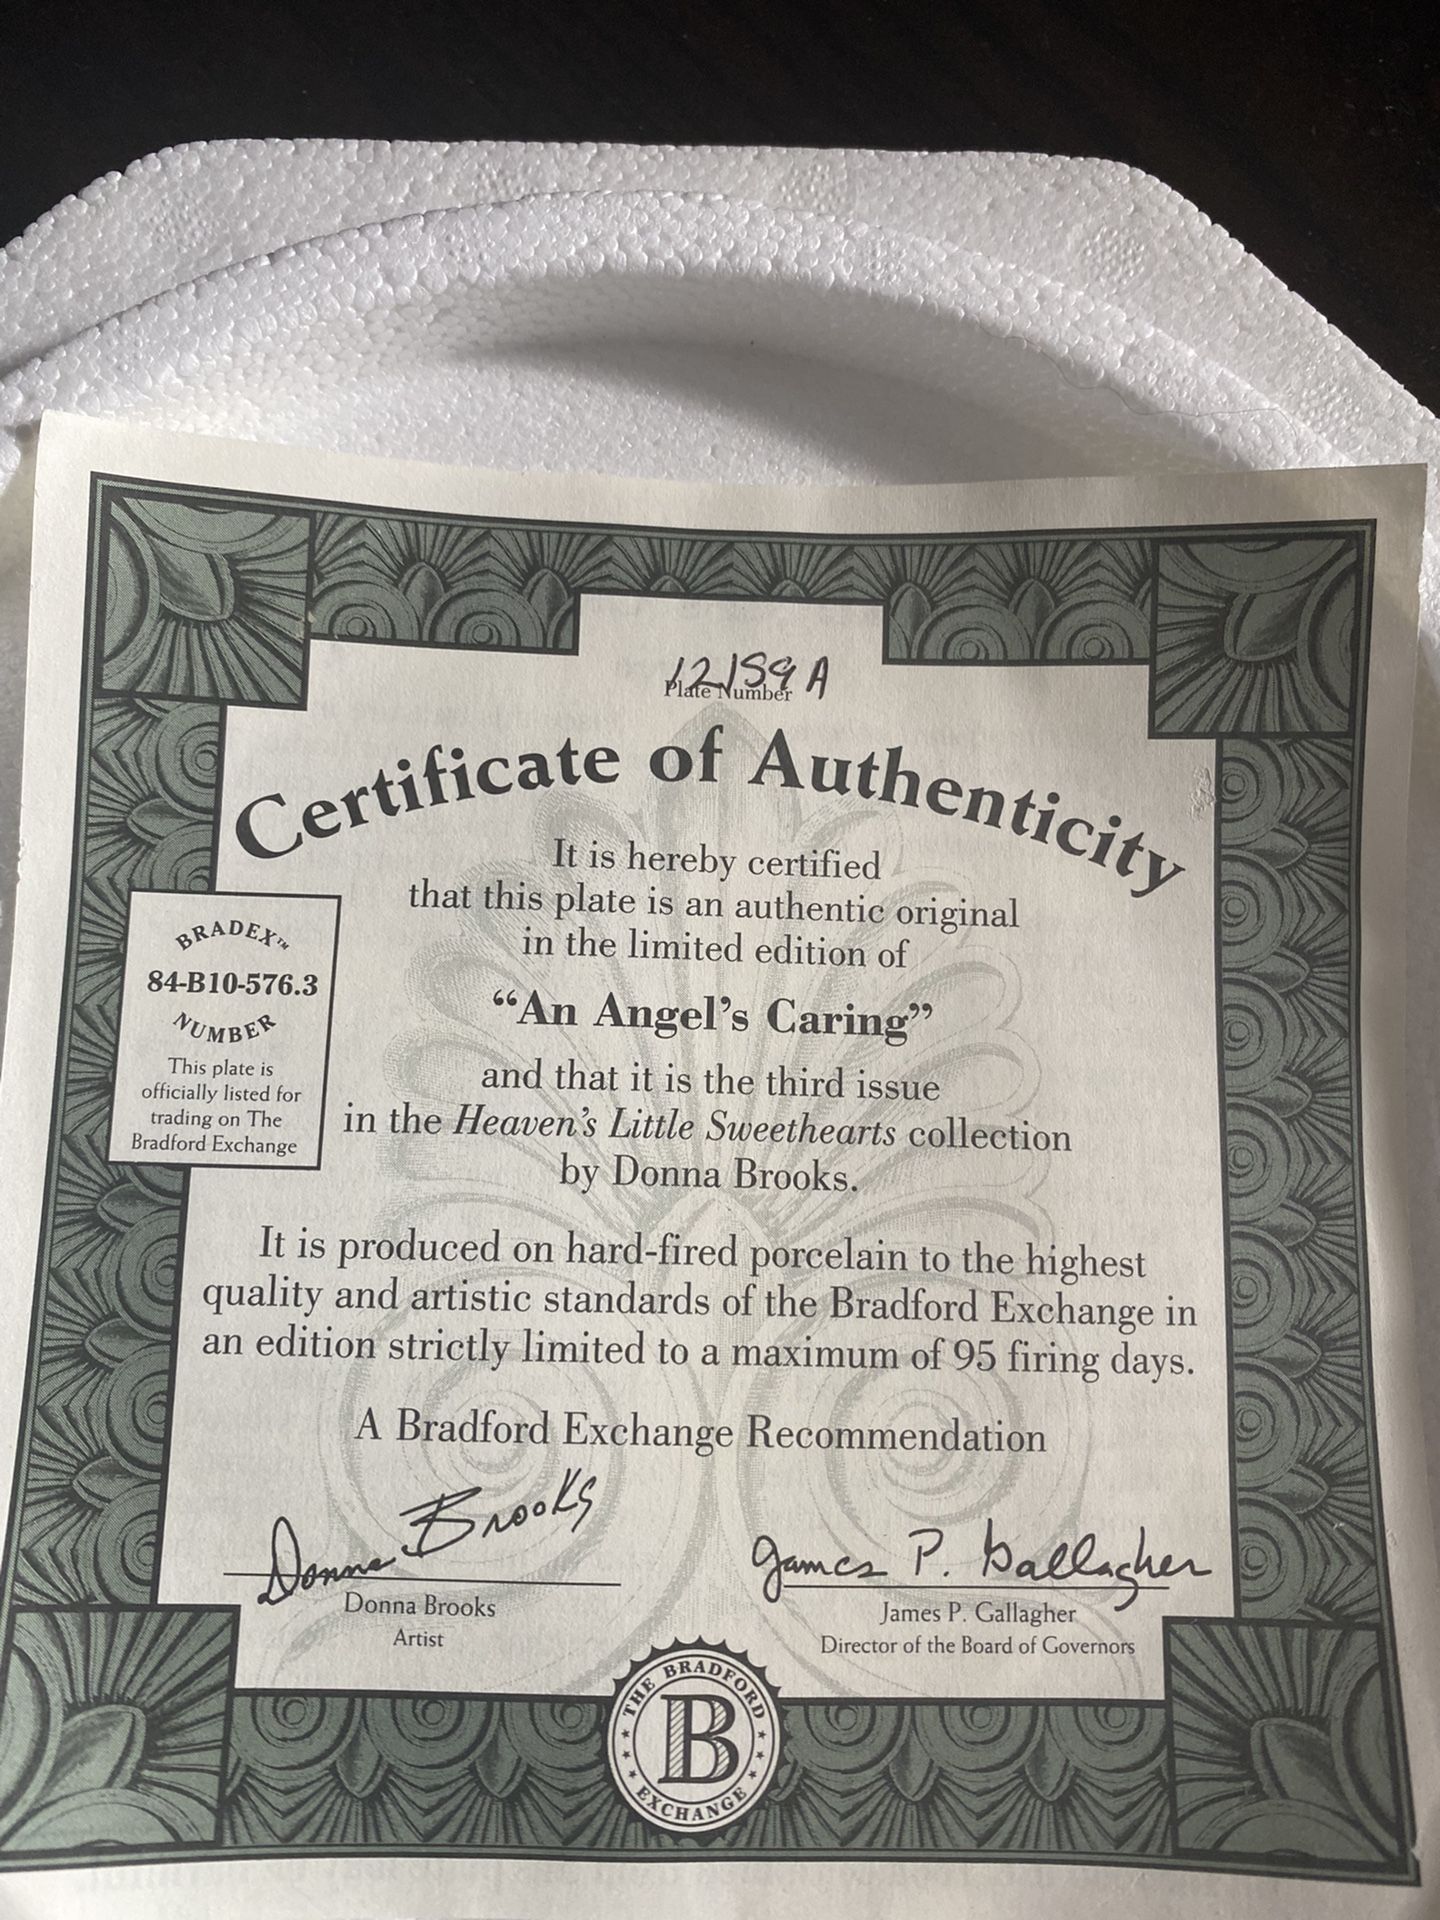 12159A
Plate Number
Certificate of Authenticity
It is hereby certified
that this plate is an authentic original
in the limited edition of
“An Angel’s Caring”
and that it is the third issue
in the Heaven’s Little Sweethearts collection
by Donna Brooks.
BRADEX™
84-B10-576.3
NUMBER
This plate is
officially listed for
trading on The
Bradford Exchange
It is produced on hard-fired porcelain to the highest
quality and artistic standards of the Bradford Exchange in
an edition strictly limited to a maximum of 95 firing days.
A Bradford Exchange Recommendation
Donna Brooks
Donna Brooks
Artist
James P. Gallagher
James P. Gallagher
Director of the Board of Governors
THE BRADFORD
B
EXCHANGE